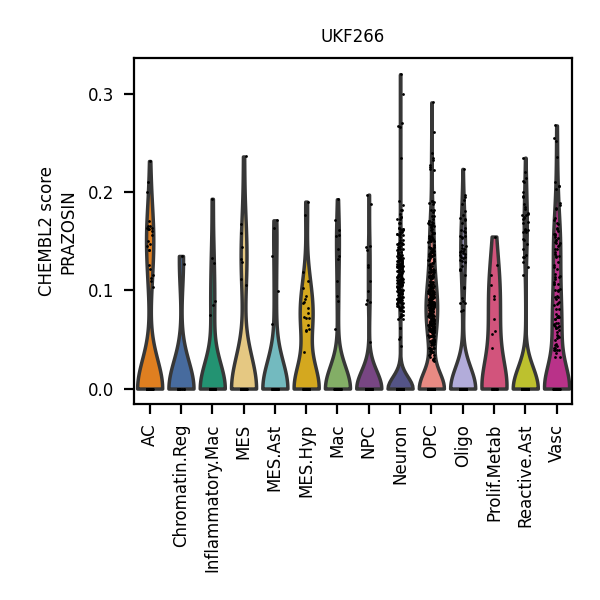 UKF266
CHEMBL2 score
PRAZOSIN
0.3
0.2
0.1
0.0
AC
Chromatin.Reg
Inflammatory.Mac
MES
MES.Ast
MES.Hyp
Mac
NPC
Neuron
OPC
Oligo
Prolif.Metab
Reactive.Ast
Vasc